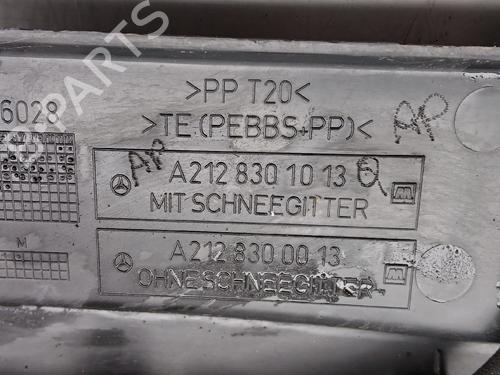 >PP T20<
6028
>TE.(PEBBS+PP)<
AP
AP
A212 830 10 13
MIT SCHNEEGITTER
M
A212 830 00 13
OHNE SCHNEEGITTER
B-PARTS